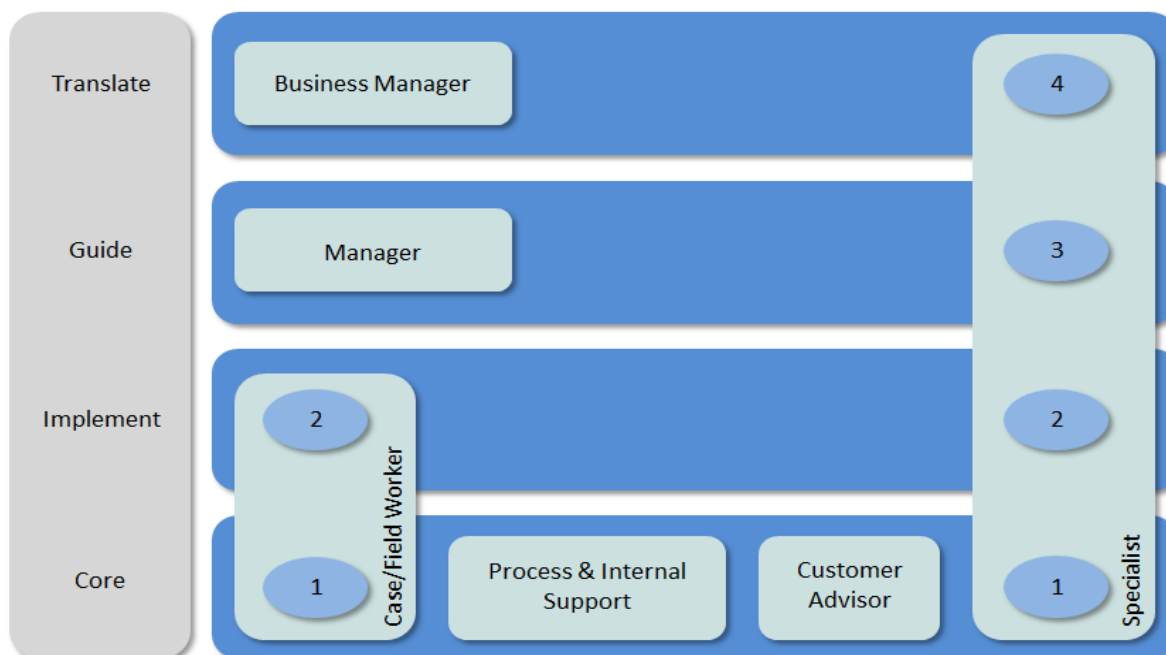 Translate
Business Manager
4
Guide
Manager
3
Implement
2
2
Case/Field Worker
Core
1
Process & Internal
Support
Customer
Advisor
1
Specialist